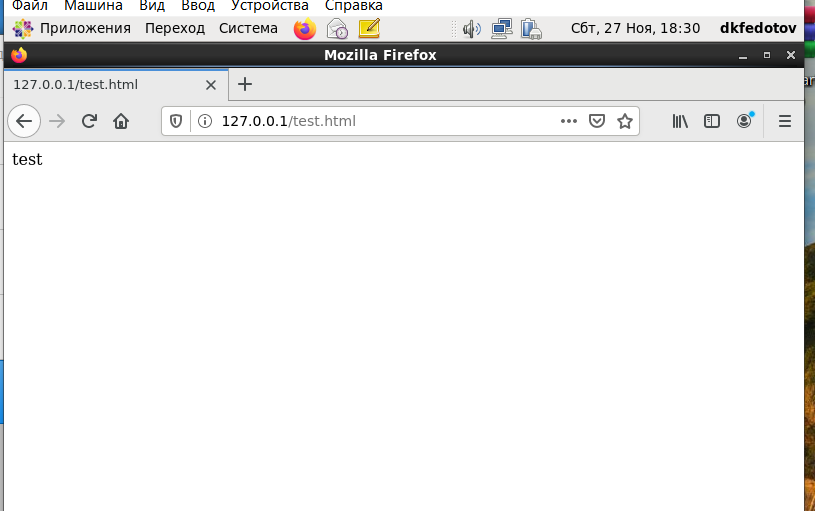 Файл Машина Вид Ввод Устройства Справка
Приложения Переход Система Сбт, 27 Ноя, 18:30 dkfedotov
Mozilla Firefox
127.0.0.1/test.html
127.0.0.1/test.html
test